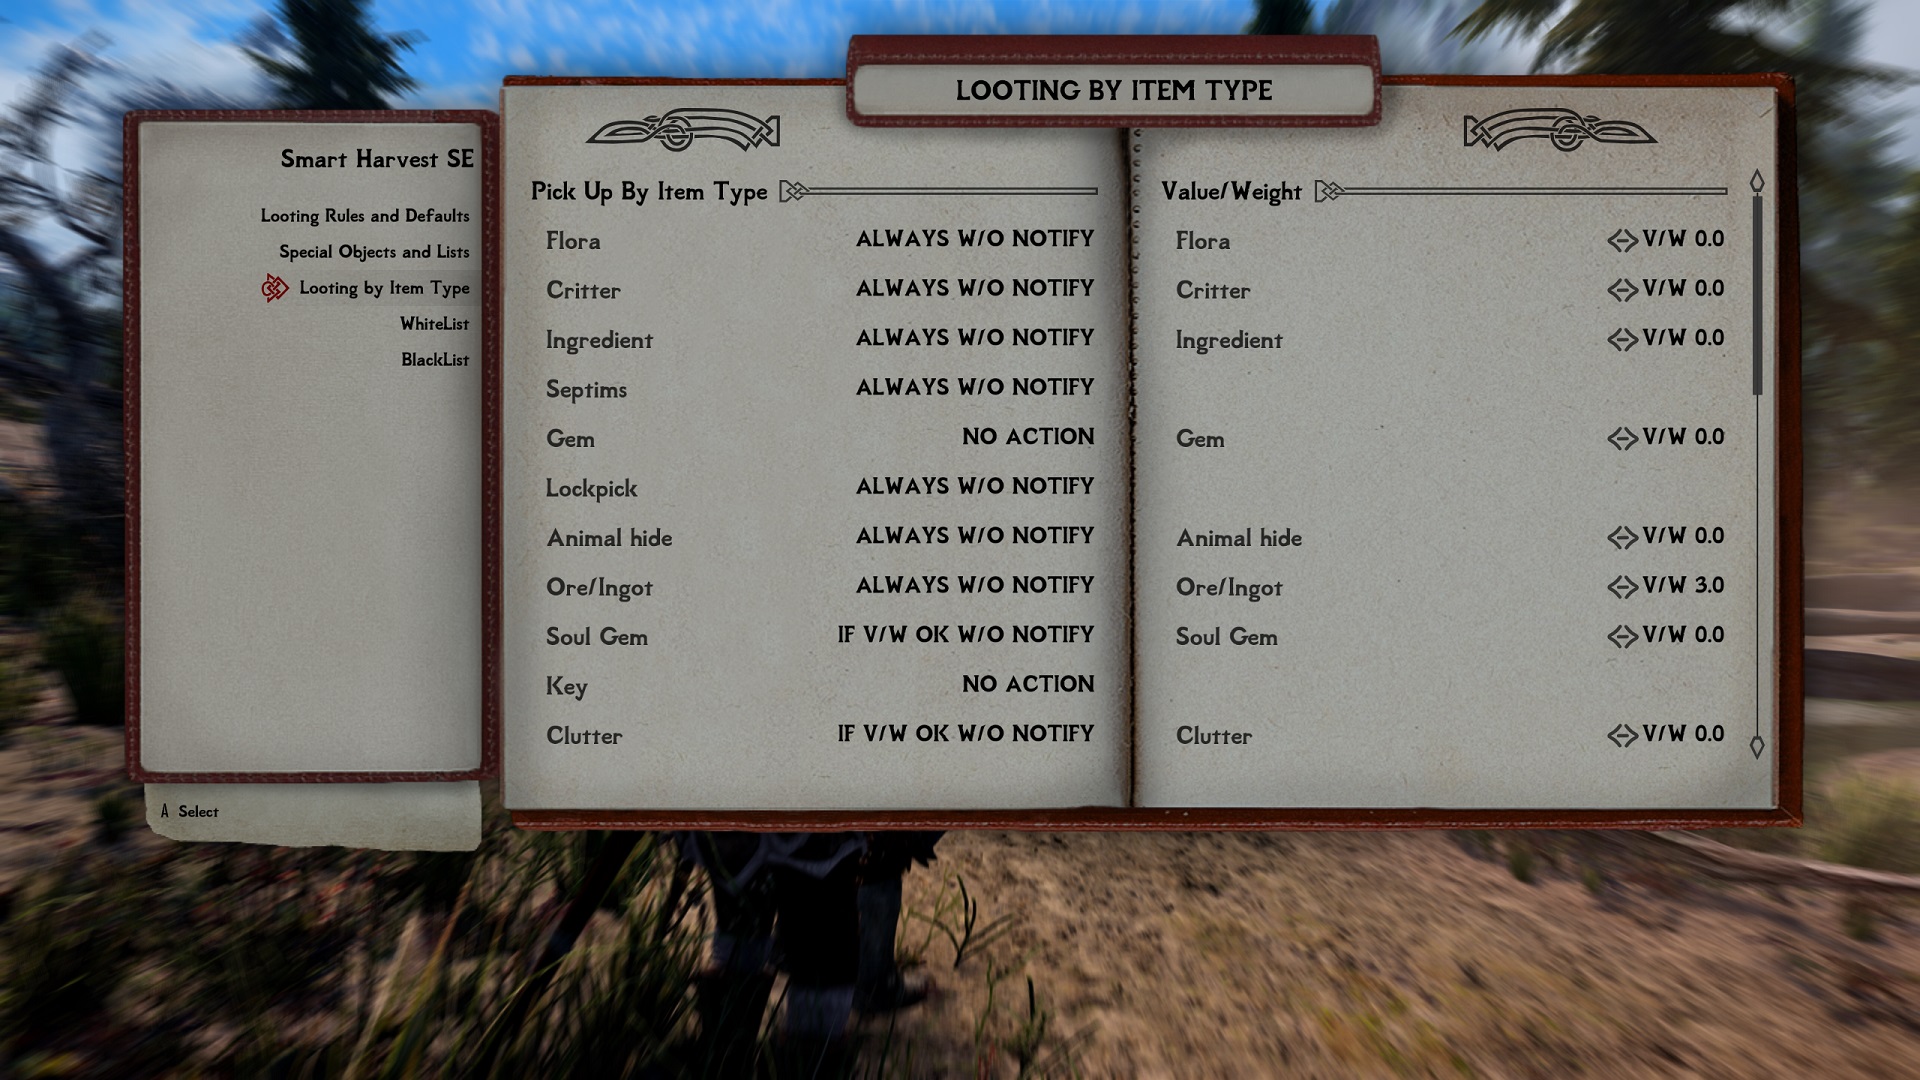 LOOTING BY ITEM TYPE
Smart Harvest SE
Looting Rules and Defaults
Special Objects and Lists
Looting by Item Type
WhiteList
BlackList
A Select
Pick Up By Item Type
Flora ALWAYS W/O NOTIFY
Critter ALWAYS W/O NOTIFY
Ingredient ALWAYS W/O NOTIFY
Septims ALWAYS W/O NOTIFY
Gem NO ACTION
Lockpick ALWAYS W/O NOTIFY
Animal hide ALWAYS W/O NOTIFY
Ore/Ingot ALWAYS W/O NOTIFY
Soul Gem IF V/W OK W/O NOTIFY
Key NO ACTION
Clutter IF V/W OK W/O NOTIFY
Value/Weight
Flora V/W 0.0
Critter V/W 0.0
Ingredient V/W 0.0
Gem V/W 0.0
Animal hide V/W 0.0
Ore/Ingot V/W 3.0
Soul Gem V/W 0.0
Clutter V/W 0.0